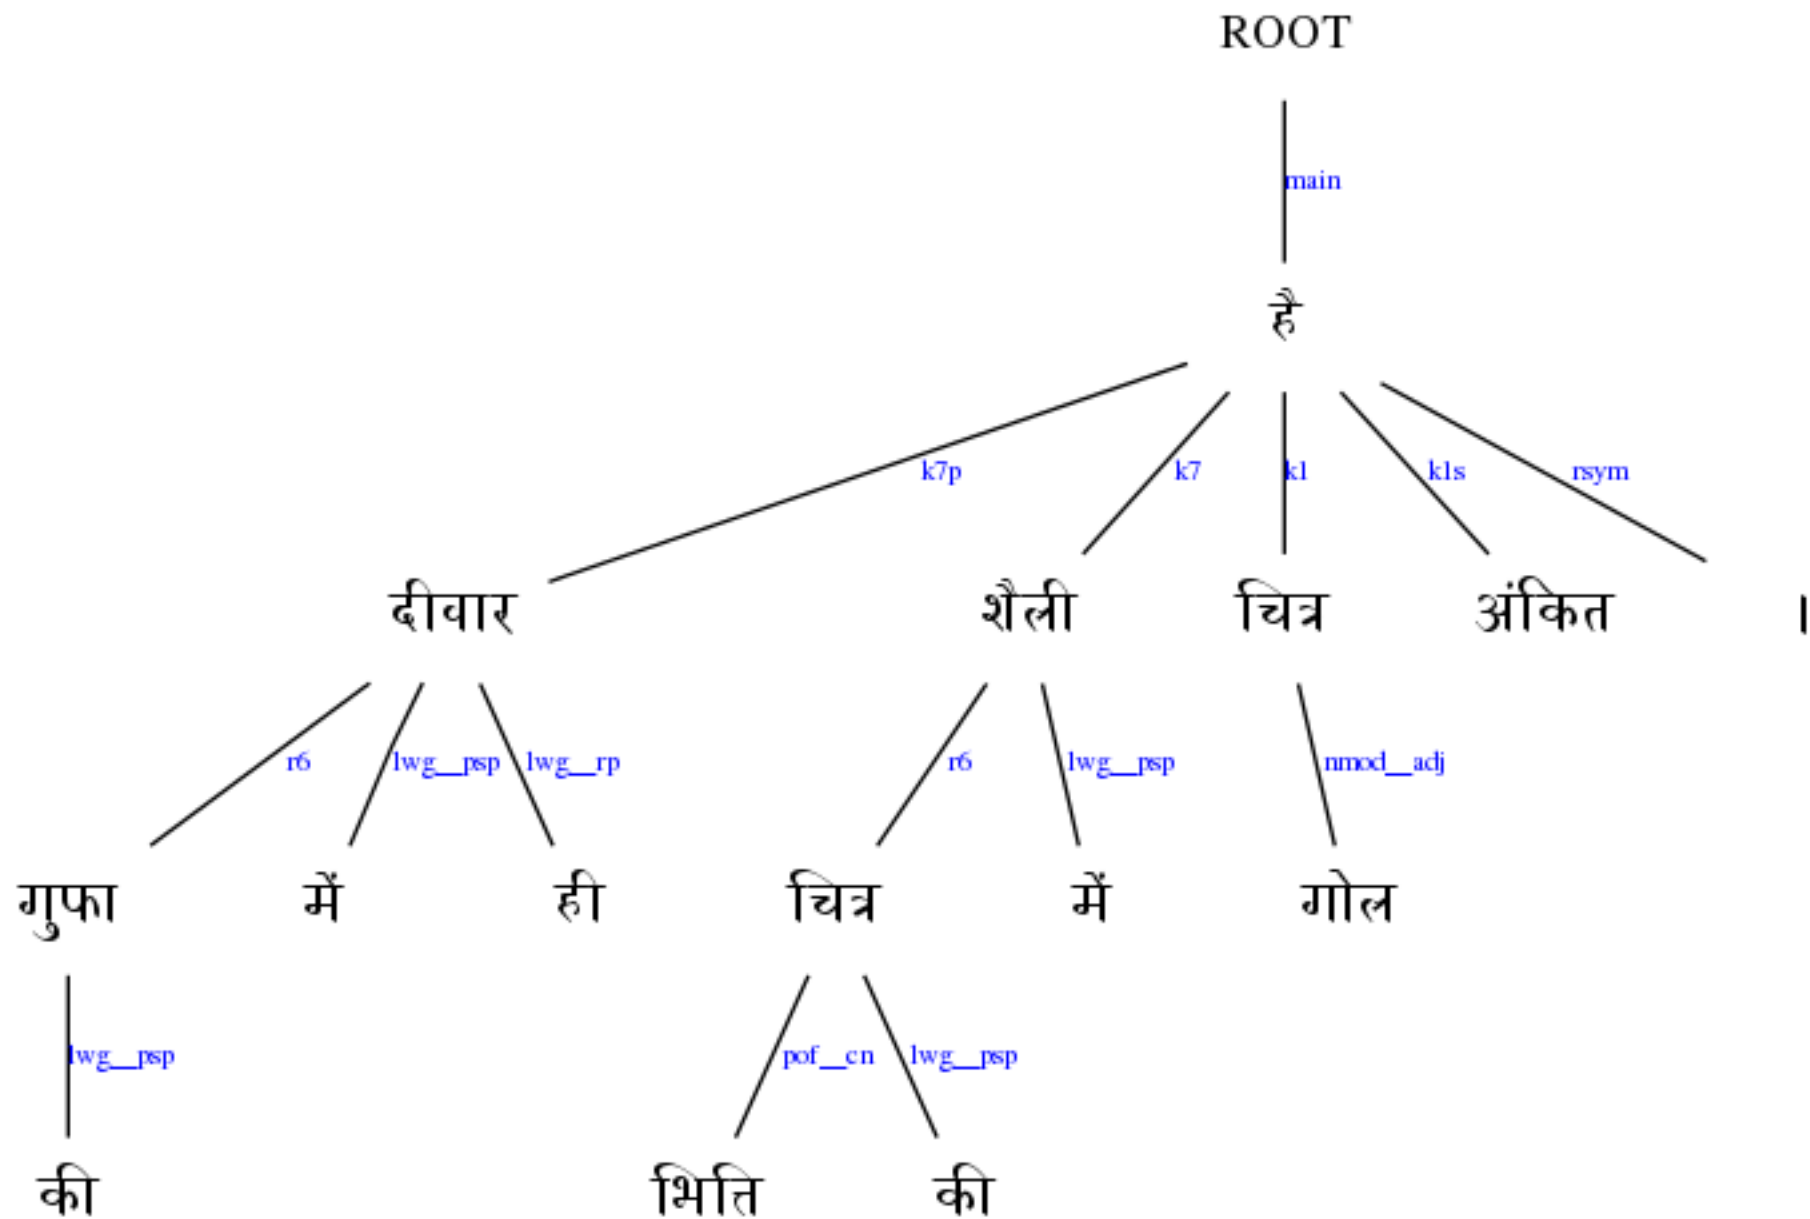 ROOT
main
है
k7p k7 k1 k1s rsym
दीवार शैली चित्र अंकित ।
r6 lwg__psp lwg__rp r6 lwg__psp nmod__adj
गुफा में ही चित्र में गोल
lwg__psp pof__cn lwg__psp
की भित्ति की